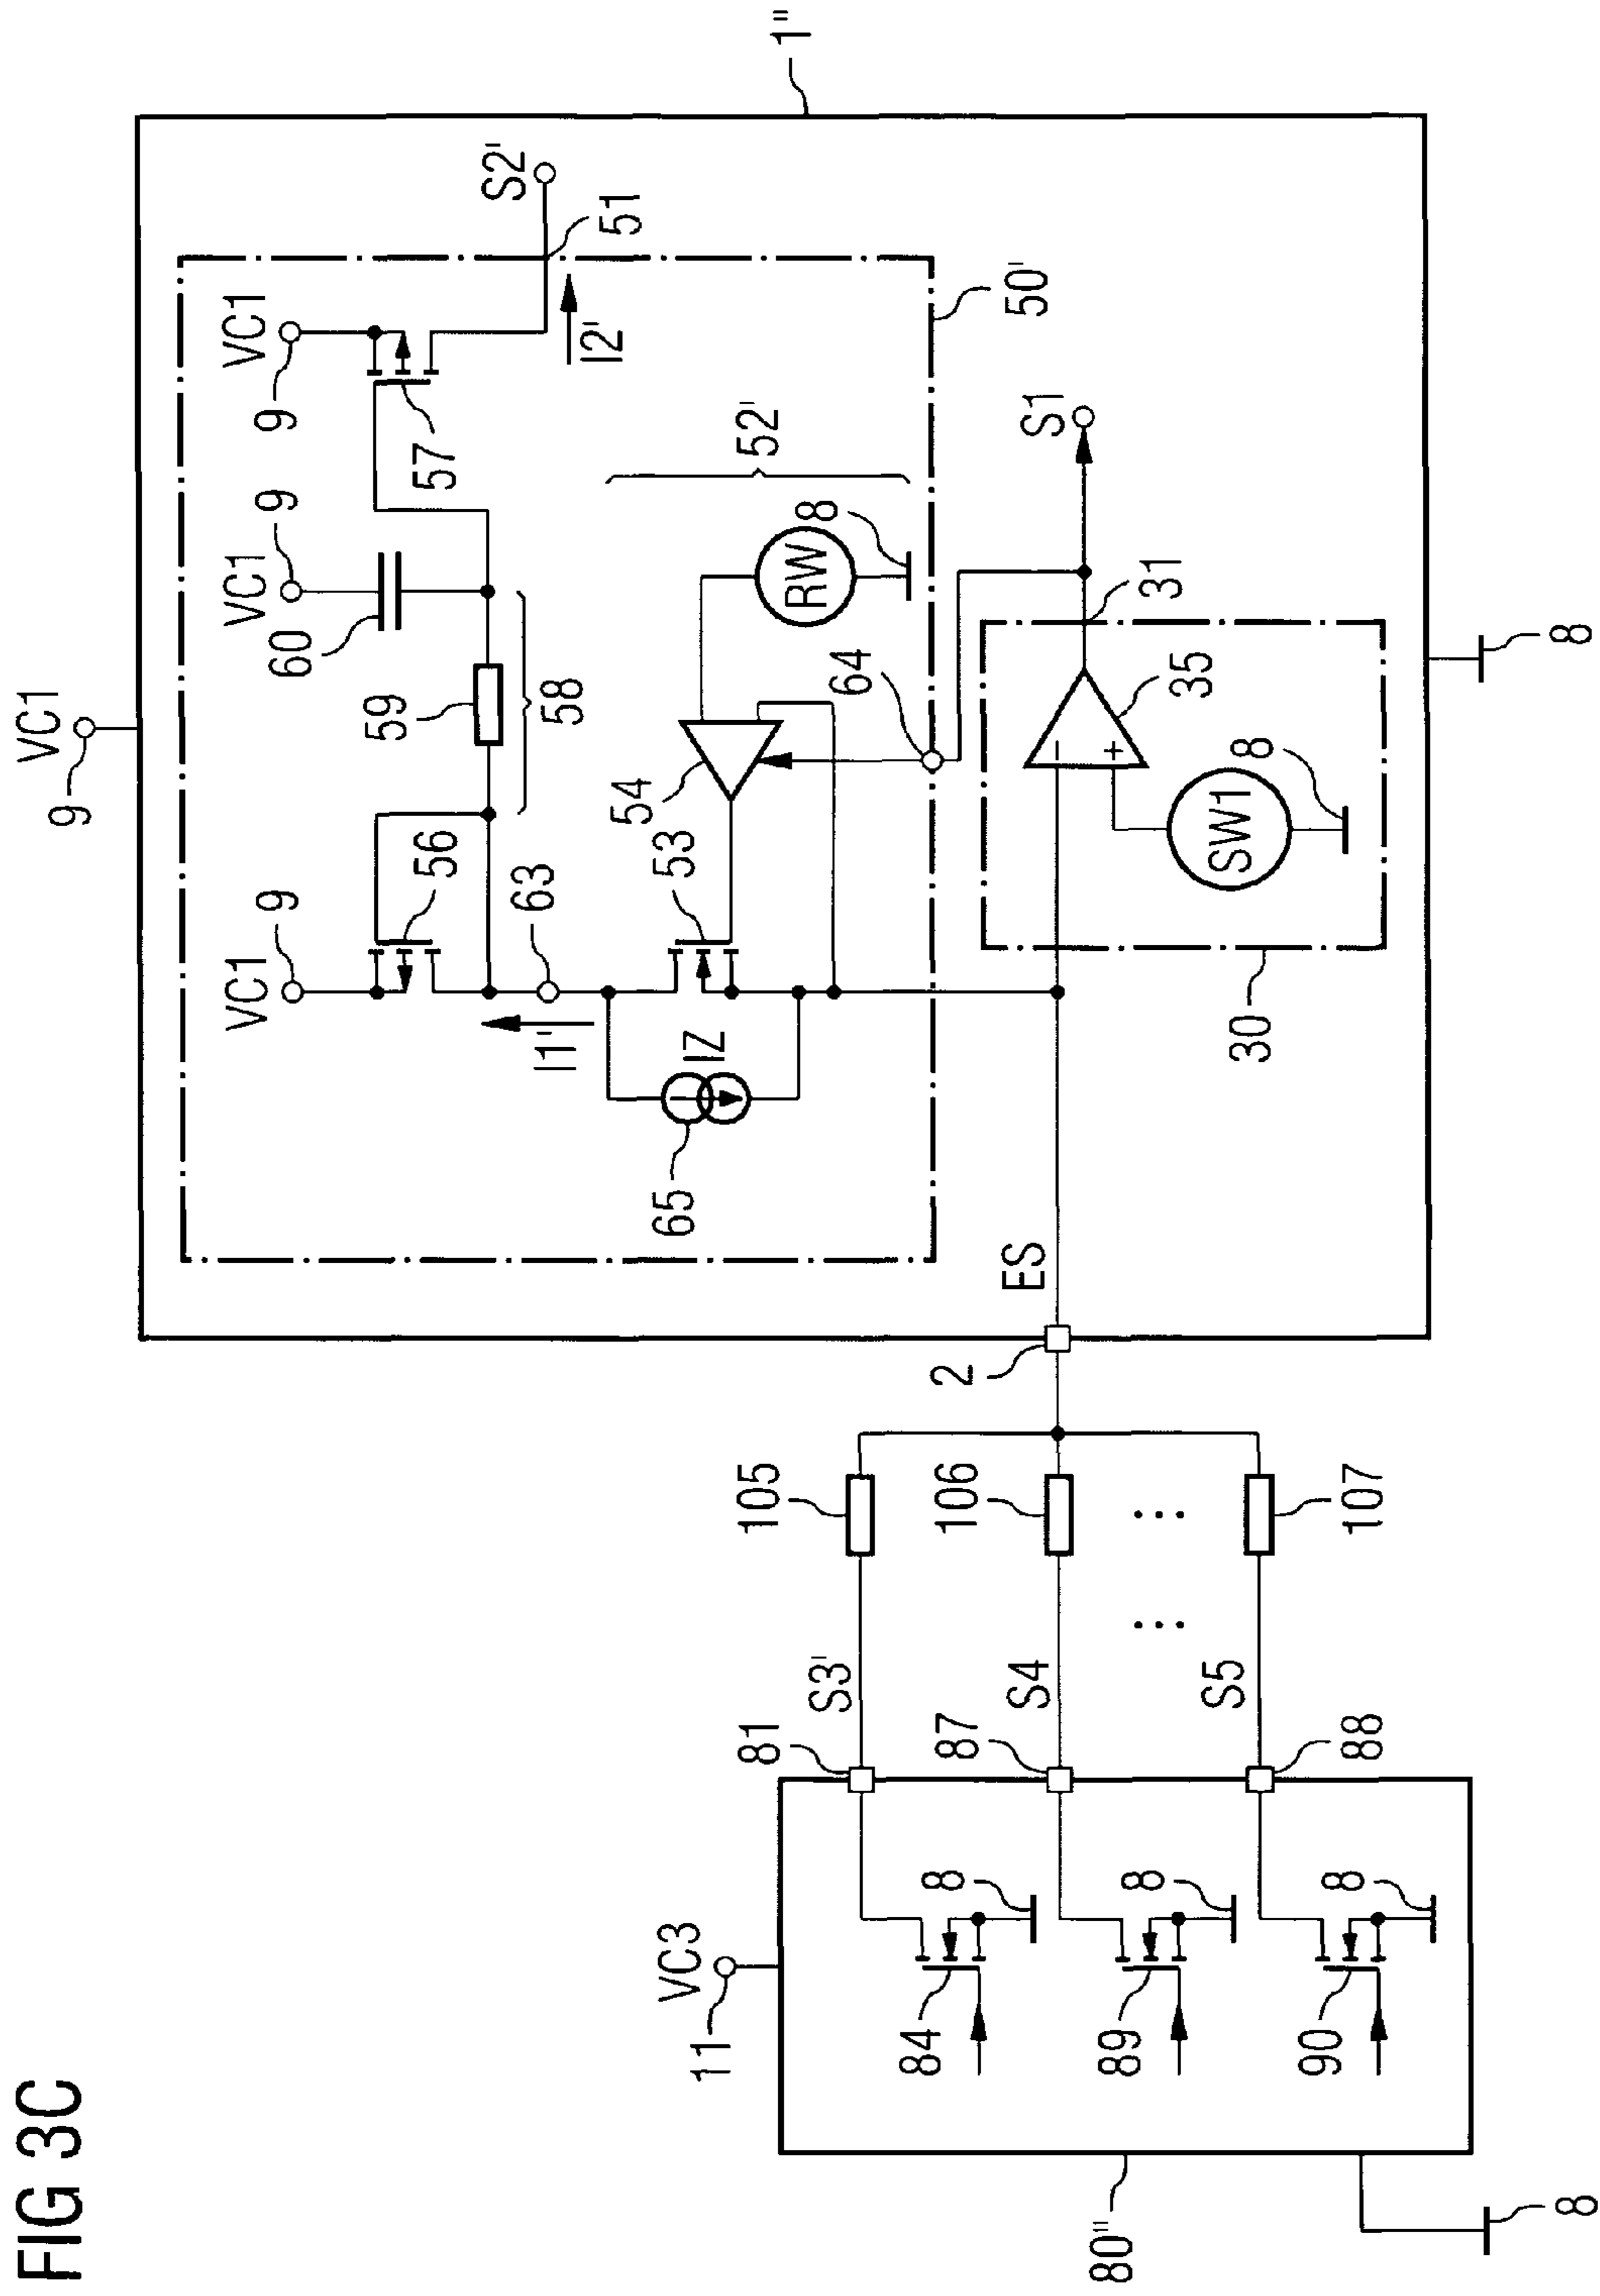 FIG 3C
VC1
9
1"
VC1
9
VC1
9
VC1
9
S2'
56
59
58
60
57
51
I2'
50'
I1'
63
65
IZ
53
54
RW
8
52'
64
S1
31
35
-
+
SW1
8
30
8
ES
2
105
106
107
...
...
S3'
S4
S5
81
87
88
VC3
11
84
8
89
8
90
8
80"
8